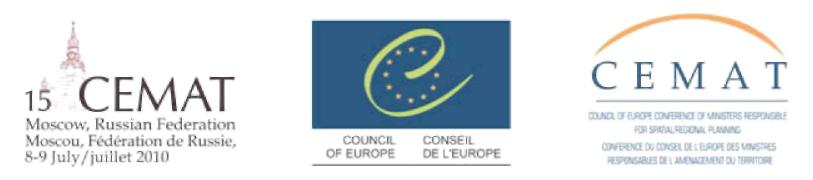 15 CEMAT
Moscow, Russian Federation
Moscou, Fédération de Russie,
8-9 July/juillet 2010
COUNCIL OF EUROPE
CONSEIL DE L'EUROPE
CEMAT
COUNCIL OF EUROPE CONFERENCE OF MINISTERS RESPONSIBLE
FOR SPATIAL/REGIONAL PLANNING
CONFERENCE DU CONSEIL DE L'EUROPE DES MINISTRES
RESPONSABLES DE L'AMENAGEMENT DU TERRITOIRE